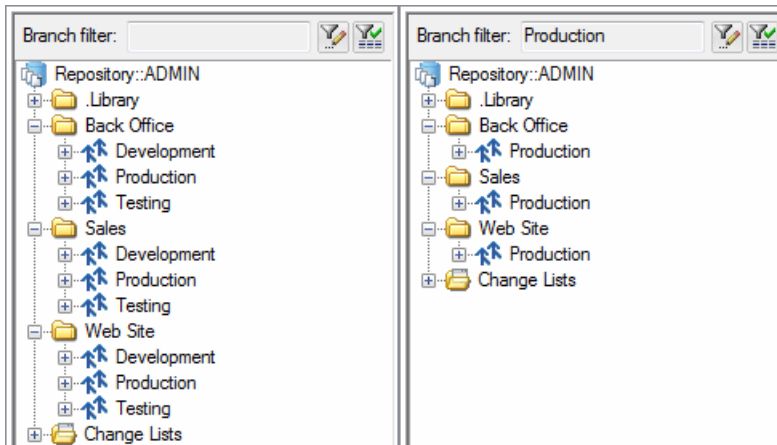 Branch filter:
Repository::ADMIN
.Library
Back Office
Development
Production
Testing
Sales
Development
Production
Testing
Web Site
Development
Production
Testing
Change Lists
Branch filter: Production
Repository::ADMIN
.Library
Back Office
Production
Sales
Production
Web Site
Production
Change Lists